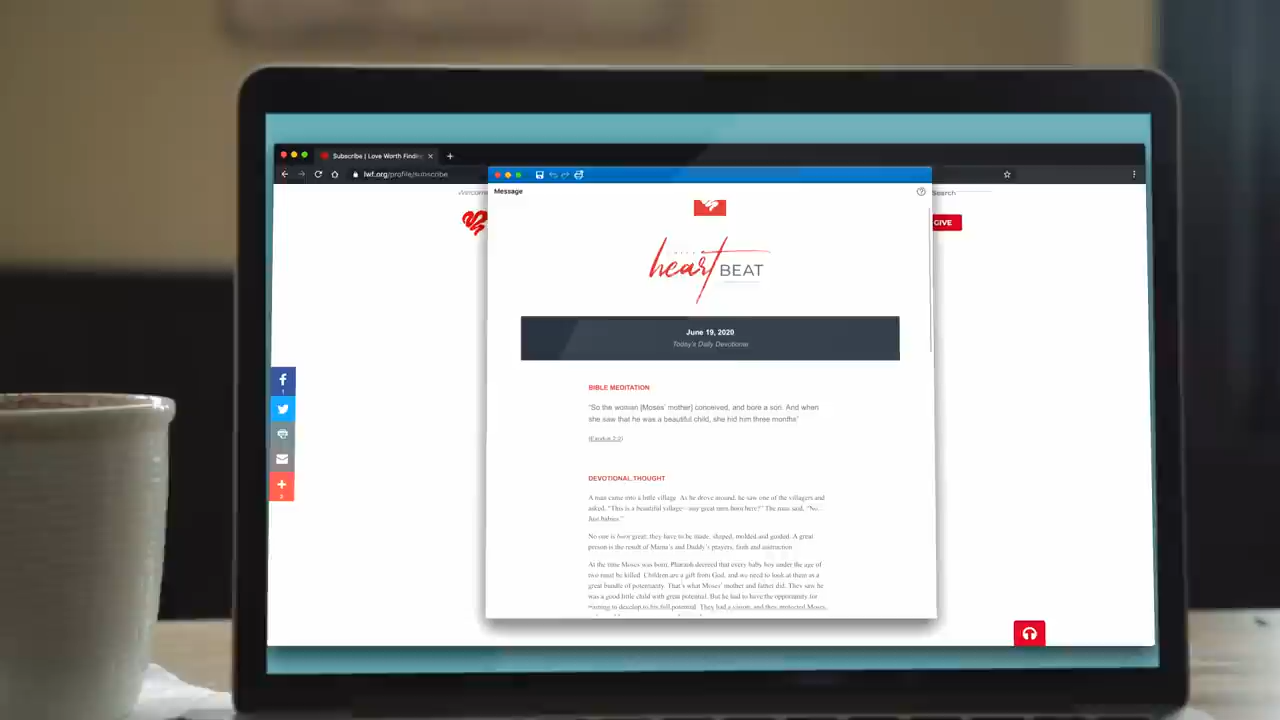 Subscribe | Love Worth Findin
lwf.org/profile/subscribe
Message
Welcome
Search
GIVE
heart BEAT
June 19, 2020
Today's Daily Devotional
1
BIBLE MEDITATION
"So the woman [Moses' mother] conceived, and bore a son. And when
she saw that he was a beautiful child, she hid him three months"
(Exodus 2:2)
3
DEVOTIONAL THOUGHT
A man came into a little village. As he drove around, he saw one of the villagers and
asked, "This is a beautiful village—any great men born here?" The man said, "No...
Just babies."
No one is born great; they have to be made, shaped, molded and guided. A great
person is the result of Mama's and Daddy's prayers, faith and instruction
At the time Moses was born, Pharaoh decreed that every baby boy under the age of
two must be killed. Children are a gift from God, and we need to look at them as a
great bundle of potentiality. That's what Moses' mother and father did. They saw he
was a good little child with great potential. But he had to have the opportunity for
training to develop to his full potential. They had a vision, and they protected Moses,